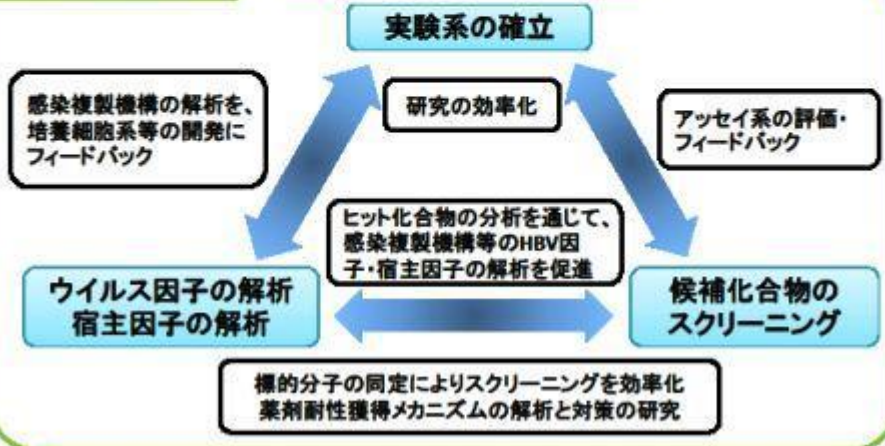 実験系の確立
感染複製機構の解析を、
培養細胞系等の開発に
フィードバック
研究の効率化
アッセイ系の評価・
フィードバック
ヒット化合物の分析を通じて、
感染複製機構等のHBV因
子・宿主因子の解析を促進
ウイルス因子の解析
宿主因子の解析
候補化合物の
スクリーニング
標的分子の同定によりスクリーニングを効率化
薬剤耐性獲得メカニズムの解析と対策の研究